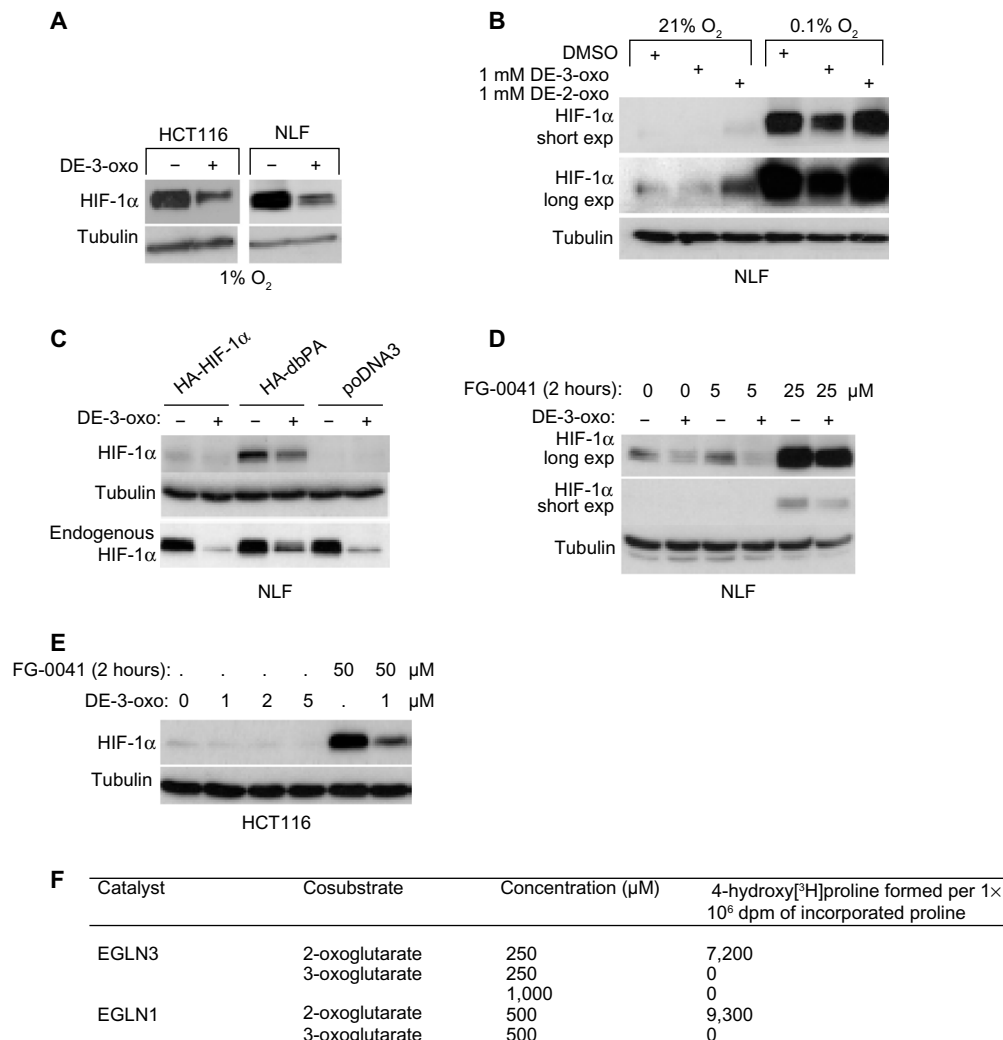 A
HCT116 NLF
DE-3-oxo − + − +
HIF-1α
Tubulin
1% O2
B
21% O2 0.1% O2
DMSO + +
1 mM DE-3-oxo + +
1 mM DE-2-oxo + +
HIF-1α
short exp
HIF-1α
long exp
Tubulin
NLF
C
HA-HIF-1α HA-dbPA poDNA3
DE-3-oxo: − + − + − +
HIF-1α
Tubulin
Endogenous
HIF-1α
NLF
D
FG-0041 (2 hours): 0 0 5 5 25 25 μM
DE-3-oxo: − + − + − +
HIF-1α
long exp
HIF-1α
short exp
Tubulin
NLF
E
FG-0041 (2 hours): . . . . 50 50 μM
DE-3-oxo: 0 1 2 5 . 1 μM
HIF-1α
Tubulin
HCT116
F
Catalyst Cosubstrate Concentration (μM) 4-hydroxy[³H]proline formed per 1×
10⁶ dpm of incorporated proline
EGLN3 2-oxoglutarate 250 7,200
3-oxoglutarate 250 0
1,000 0
EGLN1 2-oxoglutarate 500 9,300
3-oxoglutarate 500 0